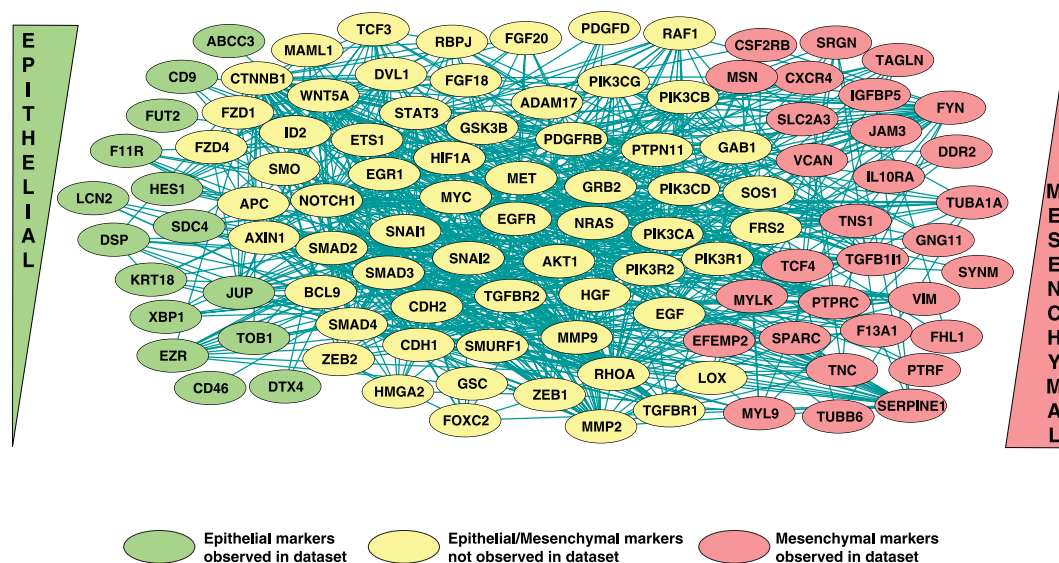 EPITHELIAL
MESENCHYMAL
ABCC3
CD9
FUT2
F11R
HES1
LCN2
SDC4
DSP
KRT18
JUP
XBP1
TOB1
EZR
CD46
DTX4
TCF3
MAML1
RBPJ
FGF20
PDGFD
RAF1
CTNNB1
DVL1
FGF18
PIK3CG
WNT5A
ADAM17
PIK3CB
FZD1
STAT3
ID2
ETS1
GSK3B
PDGFRB
FZD4
HIF1A
PTPN11
GAB1
SMO
EGR1
MET
GRB2
PIK3CD
SOS1
APC
NOTCH1
MYC
EGFR
NRAS
FRS2
AXIN1
SMAD2
SNAI1
PIK3CA
SNAI2
AKT1
PIK3R2
PIK3R1
SMAD3
BCL9
CDH2
TGFBR2
HGF
EGF
SMAD4
CDH1
SMURF1
MMP9
ZEB2
RHOA
LOX
HMGA2
GSC
ZEB1
TGFBR1
FOXC2
MMP2
CSF2RB
SRGN
TAGLN
MSN
CXCR4
IGFBP5
FYN
SLC2A3
JAM3
DDR2
VCAN
IL10RA
TUBA1A
TNS1
GNG11
TCF4
TGFB1I1
SYNM
MYLK
PTPRC
VIM
EFEMP2
SPARC
F13A1
FHL1
TNC
PTRF
MYL9
TUBB6
SERPINE1
Epithelial markers
observed in dataset
Epithelial/Mesenchymal markers
not observed in dataset
Mesenchymal markers
observed in dataset